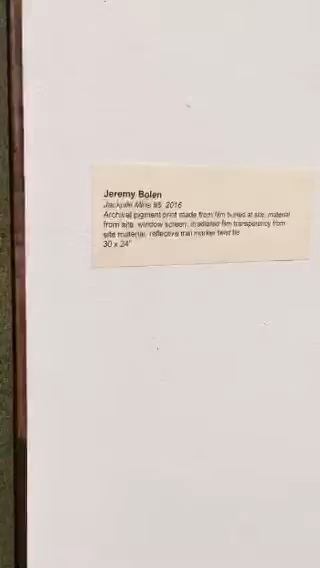 Jeremy Bolen
Jackpile Mine #5, 2016
Archival pigment print made from film buried at site, material
from site, window screen, irradiated film transparency from
site material, reflective trail marker twist tie
30 x 24"